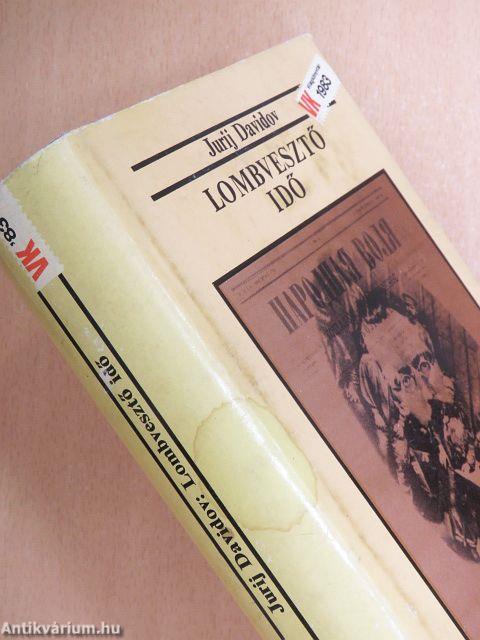 Jurij Davidov
LOMBVESZTŐ
IDŐ
VK 1983
НАРОДНАЯ ВОЛЯ
VK '83
Jurij Davidov: Lombvesztő idő
Antikvárium.hu